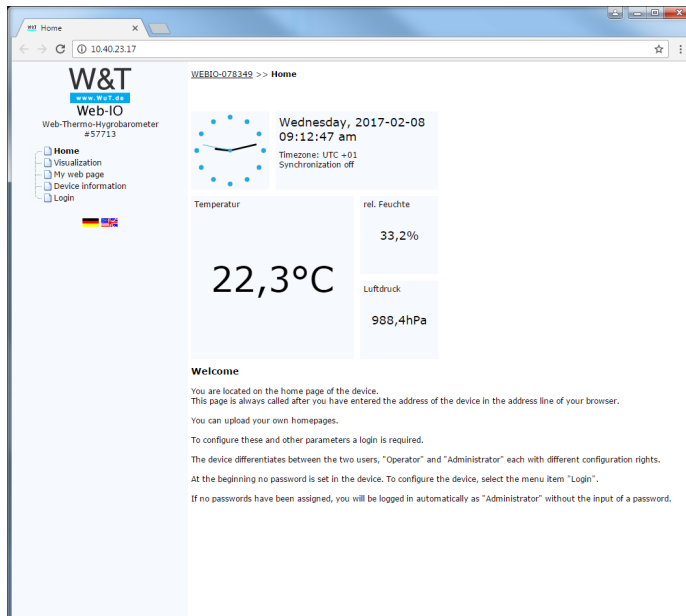 W&T Home
10.40.23.17
W&T
www.WuT.de
Web-IO
Web-Thermo-Hygrobarometer
#57713
Home
Visualization
My web page
Device information
Login
WEBIO-078349 >> Home
Wednesday, 2017-02-08
09:12:47 am
Timezone: UTC +01
Synchronization off
Temperatur
22,3°C
rel. Feuchte
33,2%
Luftdruck
988,4hPa
Welcome
You are located on the home page of the device.
This page is always called after you have entered the address of the device in the address line of your browser.
You can upload your own homepages.
To configure these and other parameters a login is required.
The device differentiates between the two users, "Operator" and "Administrator" each with different configuration rights.
At the beginning no password is set in the device. To configure the device, select the menu item "Login".
If no passwords have been assigned, you will be logged in automatically as "Administrator" without the input of a password.